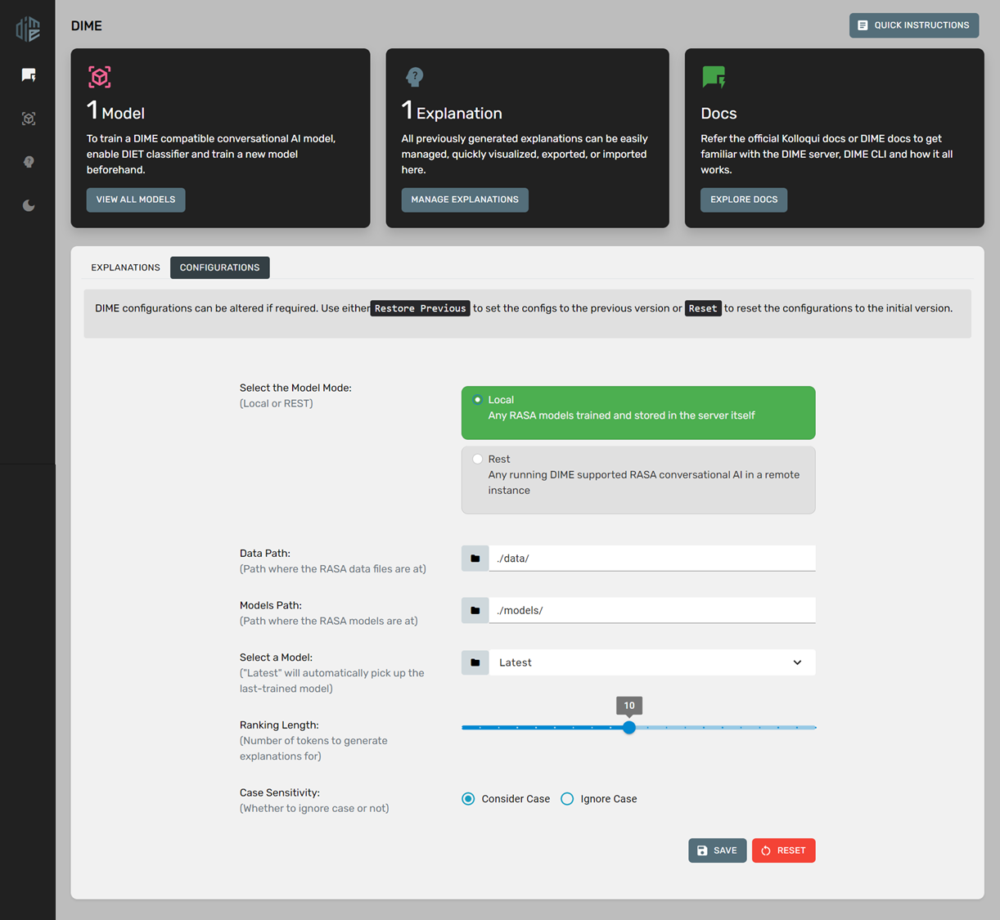 DIME
QUICK INSTRUCTIONS
1 Model
To train a DIME compatible conversational AI model,
enable DIET classifier and train a new model
beforehand.
VIEW ALL MODELS
1 Explanation
All previously generated explanations can be easily
managed, quickly visualized, exported, or imported
here.
MANAGE EXPLANATIONS
Docs
Refer the official Kolloqui docs or DIME docs to get
familiar with the DIME server, DIME CLI and how it all
works.
EXPLORE DOCS
EXPLANATIONS
CONFIGURATIONS
DIME configurations can be altered if required. Use either Restore Previous to set the configs to the previous version or Reset to reset the configurations to the initial version.
Select the Model Mode:
(Local or REST)
Local
Any RASA models trained and stored in the server itself
Rest
Any running DIME supported RASA conversational AI in a remote
instance
Data Path:
(Path where the RASA data files are at)
./data/
Models Path:
(Path where the RASA models are at)
./models/
Select a Model:
("Latest" will automatically pick up the
last-trained model)
Latest
Ranking Length:
(Number of tokens to generate
explanations for)
10
Case Sensitivity:
(Whether to ignore case or not)
Consider Case
Ignore Case
SAVE
RESET